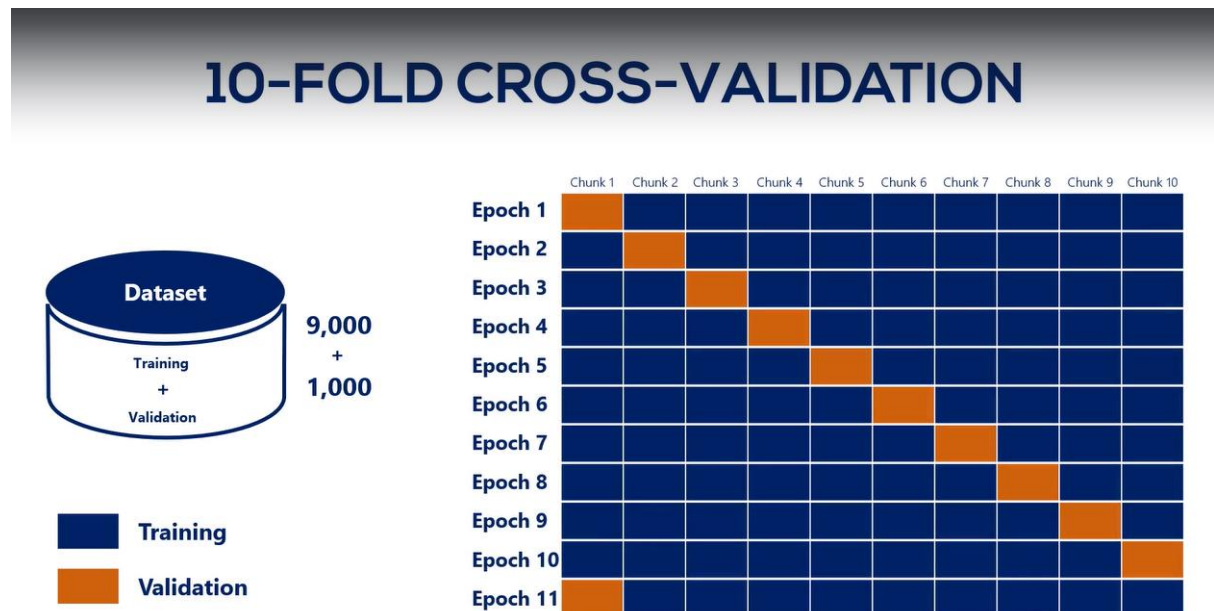 10-FOLD CROSS-VALIDATION
Chunk 1 Chunk 2 Chunk 3 Chunk 4 Chunk 5 Chunk 6 Chunk 7 Chunk 8 Chunk 9 Chunk 10
Epoch 1
Epoch 2
Epoch 3
Epoch 4
Epoch 5
Epoch 6
Epoch 7
Epoch 8
Epoch 9
Epoch 10
Epoch 11
Dataset
Training
+
Validation
9,000
+
1,000
Training
Validation